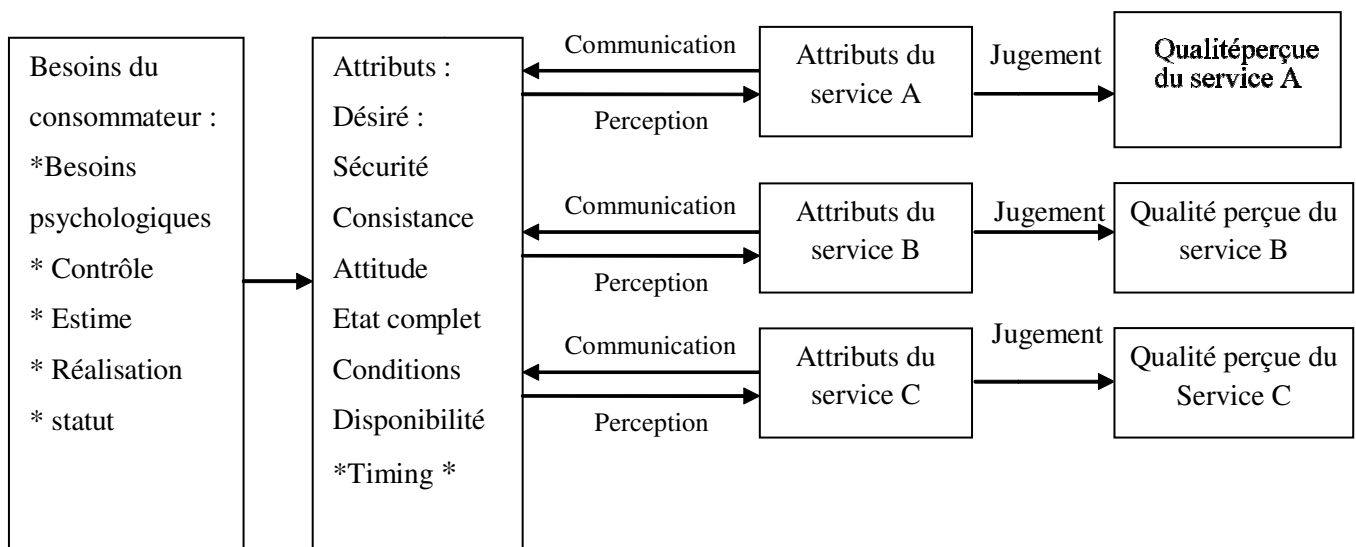 Besoins du
consommateur :
*Besoins
psychologiques
* Contrôle
* Estime
* Réalisation
* statut
Attributs :
Désiré :
Sécurité
Consistance
Attitude
Etat complet
Conditions
Disponibilité
*Timing *
Communication
Perception
Attributs du
service A
Jugement
Qualitéperçue
du service A
Communication
Perception
Attributs du
service B
Jugement
Qualité perçue du
service B
Communication
Perception
Attributs du
service C
Jugement
Qualité perçue du
Service C